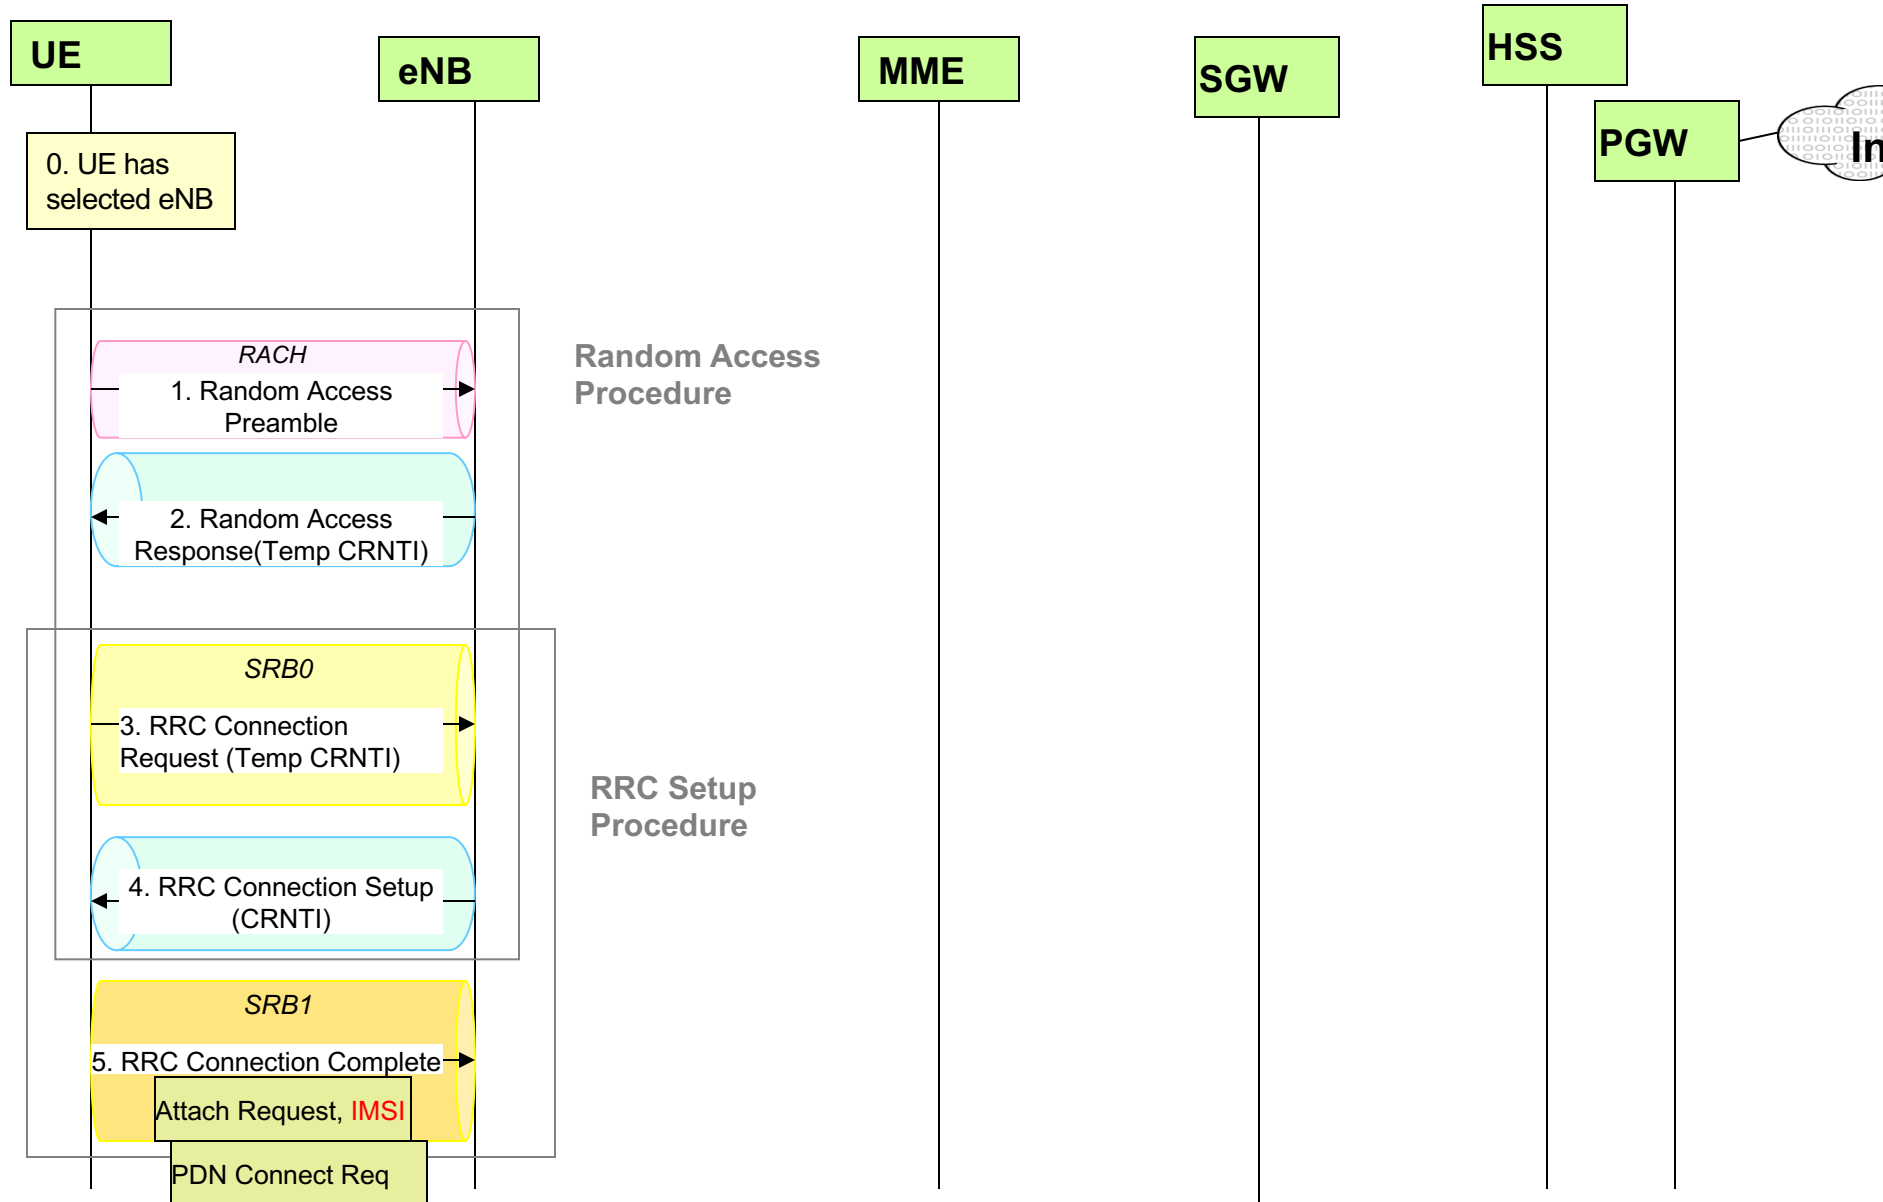 UE
eNB
MME
SGW
HSS
PGW
In
0. UE has
selected eNB
RACH
1. Random Access
Preamble
Random Access
Procedure
2. Random Access
Response(Temp CRNTI)
SRB0
3. RRC Connection
Request (Temp CRNTI)
RRC Setup
Procedure
4. RRC Connection Setup
(CRNTI)
SRB1
5. RRC Connection Complete
Attach Request, IMSI
PDN Connect Req